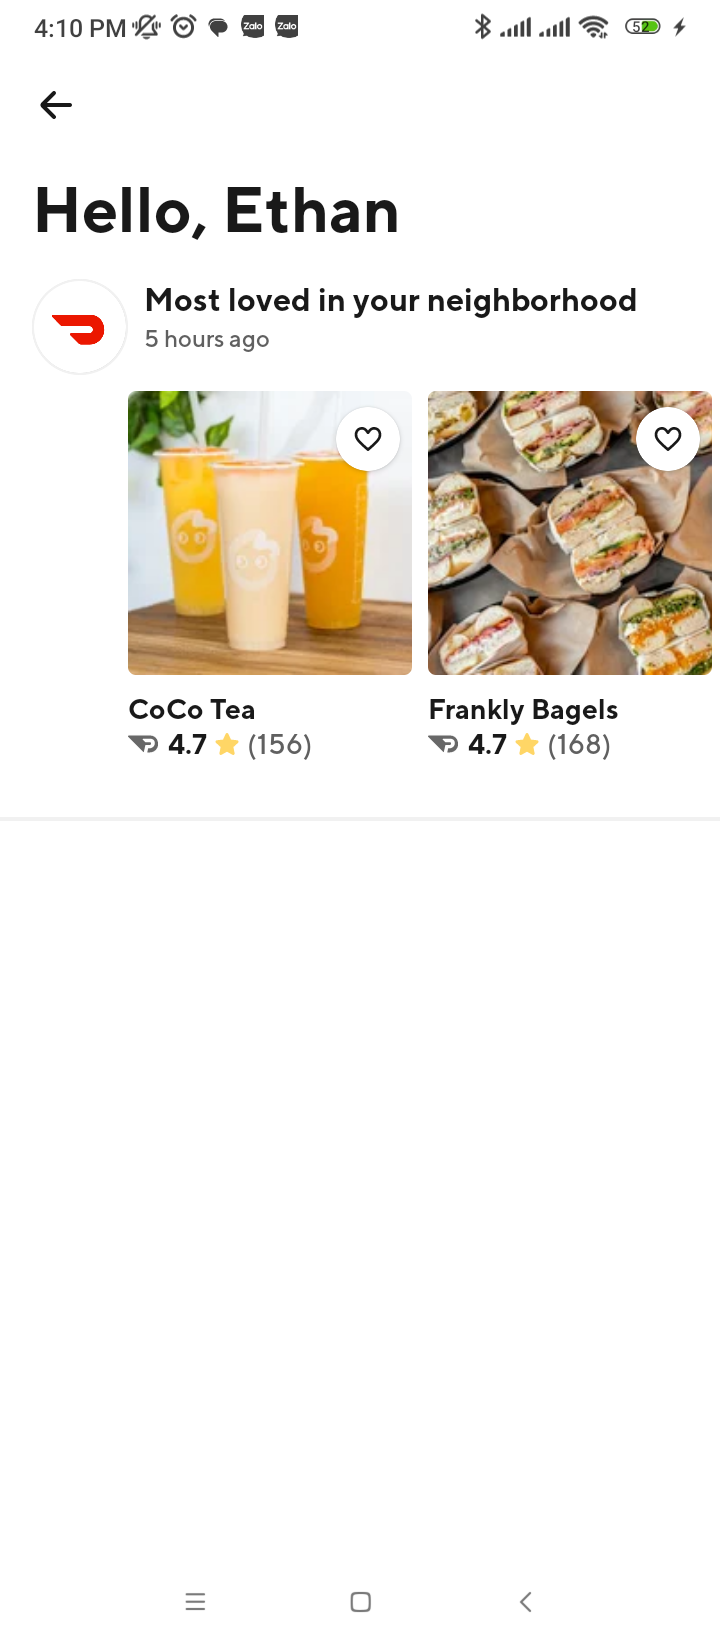 4:10 PM
Zalo
Zalo
52
Hello, Ethan
Most loved in your neighborhood
5 hours ago
CoCo Tea
4.7 (156)
Frankly Bagels
4.7 (168)